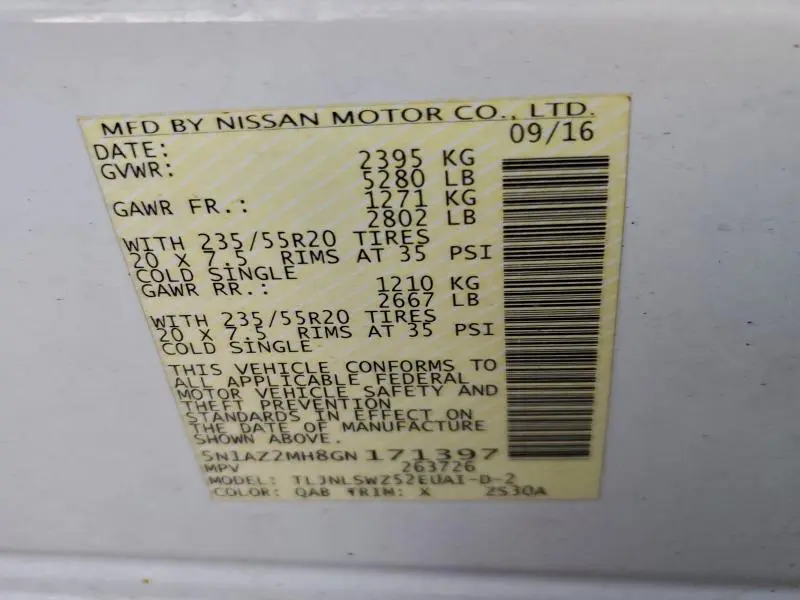 MFD BY NISSAN MOTOR CO., LTD.
DATE: 09/16
GVWR: 2395 KG
5280 LB
GAWR FR.: 1271 KG
2802 LB
WITH 235/55R20 TIRES
20 X 7.5 RIMS AT 35 PSI
COLD SINGLE
GAWR RR.: 1210 KG
2667 LB
WITH 235/55R20 TIRES
20 X 7.5 RIMS AT 35 PSI
COLD SINGLE
THIS VEHICLE CONFORMS TO
ALL APPLICABLE FEDERAL
MOTOR VEHICLE SAFETY AND
THEFT PREVENTION
STANDARDS IN EFFECT ON
THE DATE OF MANUFACTURE
SHOWN ABOVE.
5N1AZ2MH8GN171397
MPV 263726
MODEL: TLJNLSWZ52EUAI-D-2
COLOR: QAB TRIM: X 2530A